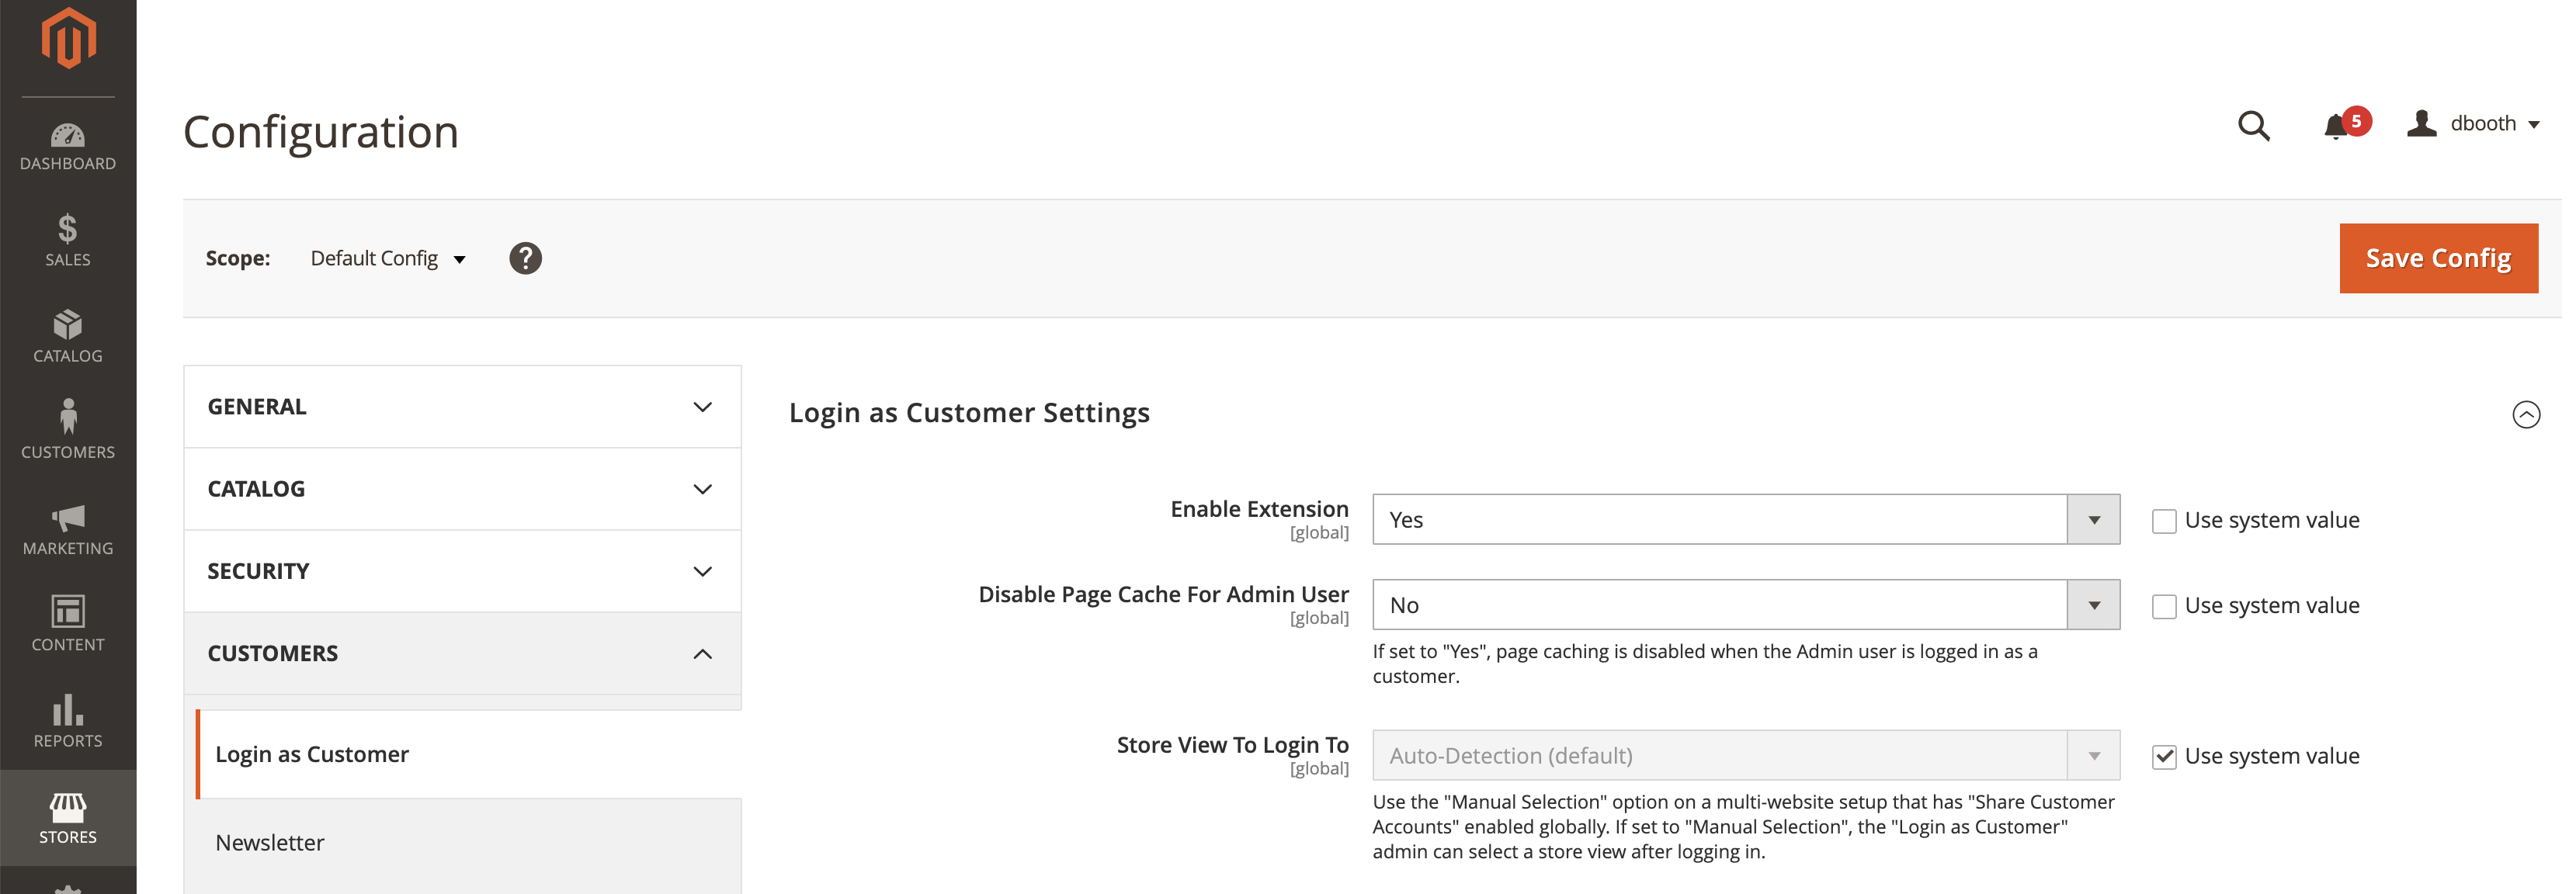 Configuration
5
dbooth
Scope:
Default Config
?
Save Config
DASHBOARD
SALES
CATALOG
CUSTOMERS
MARKETING
CONTENT
REPORTS
STORES
GENERAL
CATALOG
SECURITY
CUSTOMERS
Login as Customer
Newsletter
Login as Customer Settings
Enable Extension
[global]
Yes
Use system value
Disable Page Cache For Admin User
[global]
No
Use system value
If set to "Yes", page caching is disabled when the Admin user is logged in as a
customer.
Store View To Login To
[global]
Auto-Detection (default)
Use system value
Use the "Manual Selection" option on a multi-website setup that has "Share Customer
Accounts" enabled globally. If set to "Manual Selection", the "Login as Customer"
admin can select a store view after logging in.